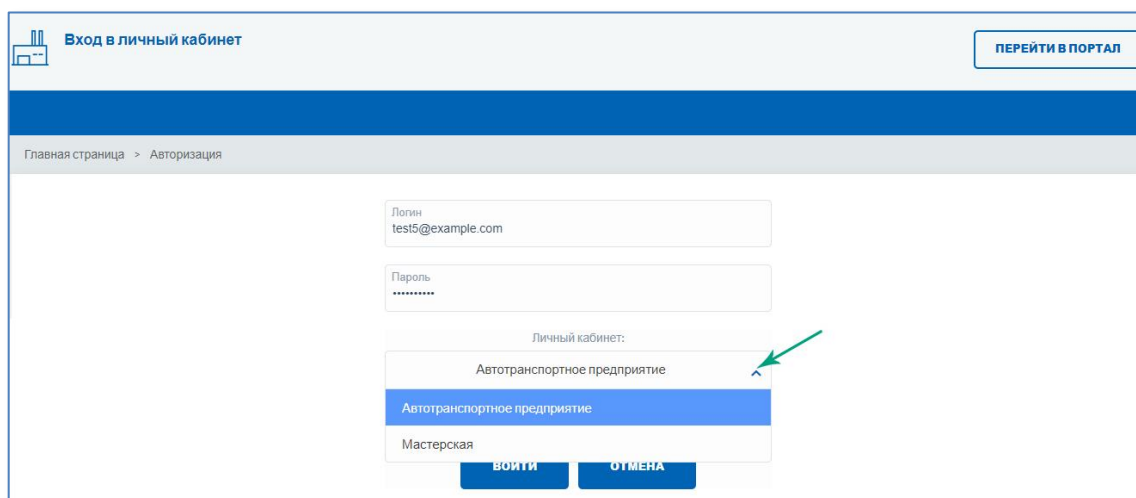 Вход в личный кабинет
ПЕРЕЙТИ В ПОРТАЛ
Главная страница > Авторизация
Логин
test5@example.com
Пароль
••••••••••
Личный кабинет:
Автотранспортное предприятие
Автотранспортное предприятие
Мастерская
ВОЙТИ ОТМЕНА